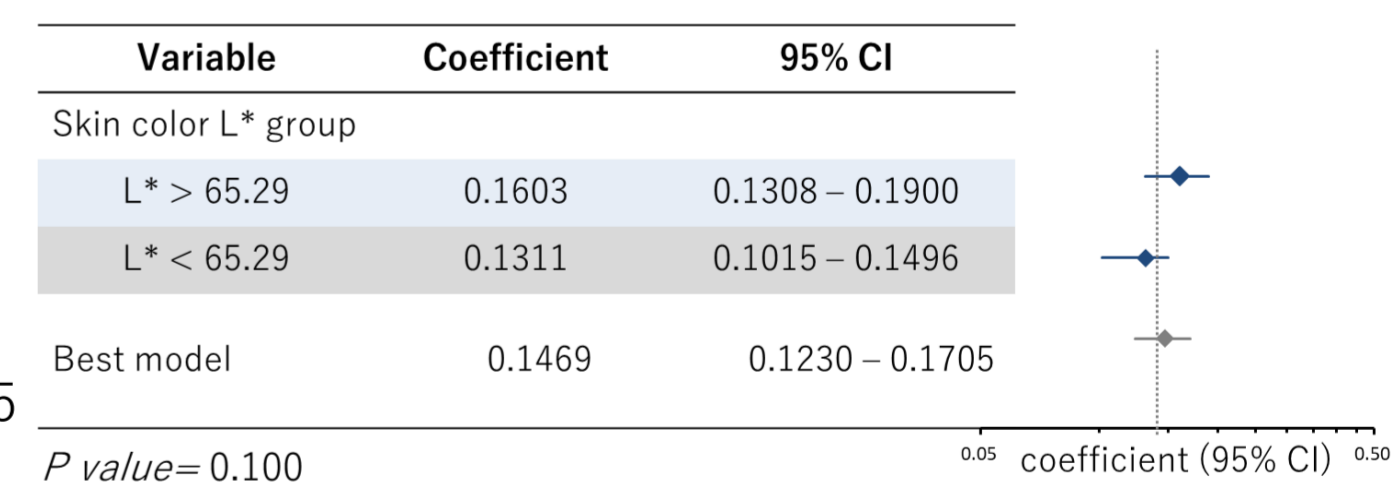 Variable Coefficient 95% CI
Skin color L* group
L* > 65.29 0.1603 0.1308 – 0.1900
L* < 65.29 0.1311 0.1015 – 0.1496
Best model 0.1469 0.1230 – 0.1705
P value= 0.100
0.05 coefficient (95% CI) 0.50